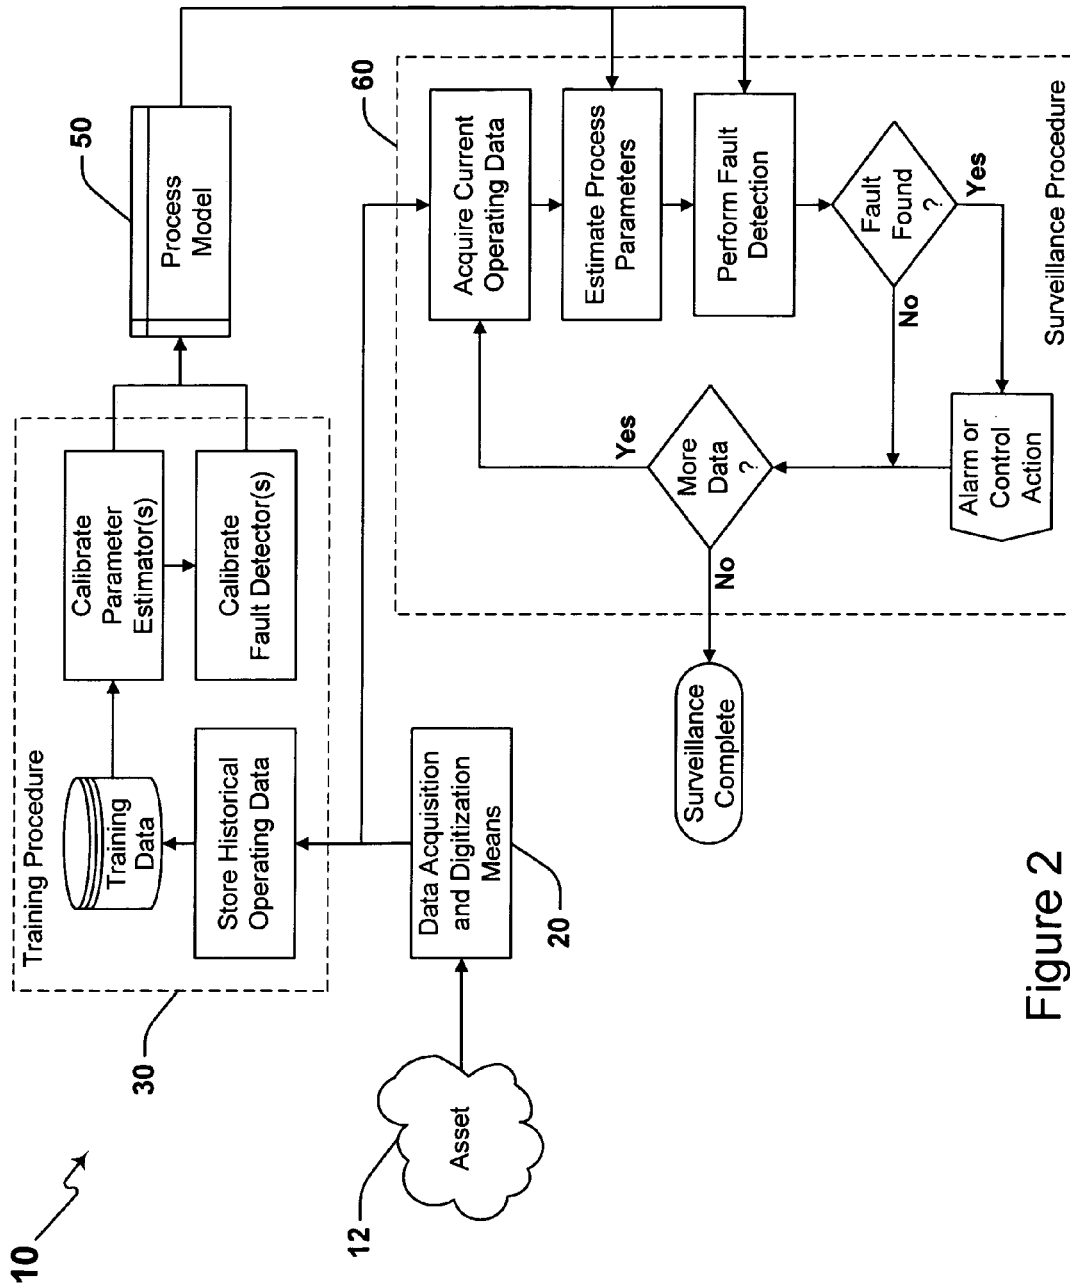 10
30
Training Procedure
Training
Data
Store Historical
Operating Data
Calibrate
Parameter
Estimator(s)
Calibrate
Fault Detector(s)
50
Process
Model
12
Asset
20
Data Acquisition
and Digitization
Means
60
Acquire Current
Operating Data
Estimate Process
Parameters
Perform Fault
Detection
Fault
Found
?
Yes
No
Alarm or
Control
Action
More
Data
?
Yes
No
Surveillance
Complete
Surveillance Procedure
Figure 2